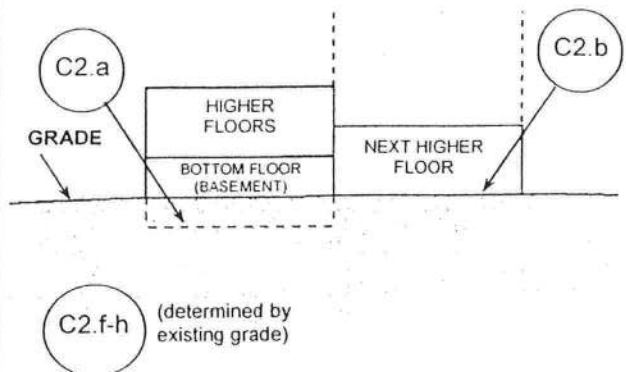 C2.a
C2.b
HIGHER
FLOORS
GRADE
NEXT HIGHER
FLOOR
BOTTOM FLOOR
(BASEMENT)
C2.f-h
(determined by
existing grade)